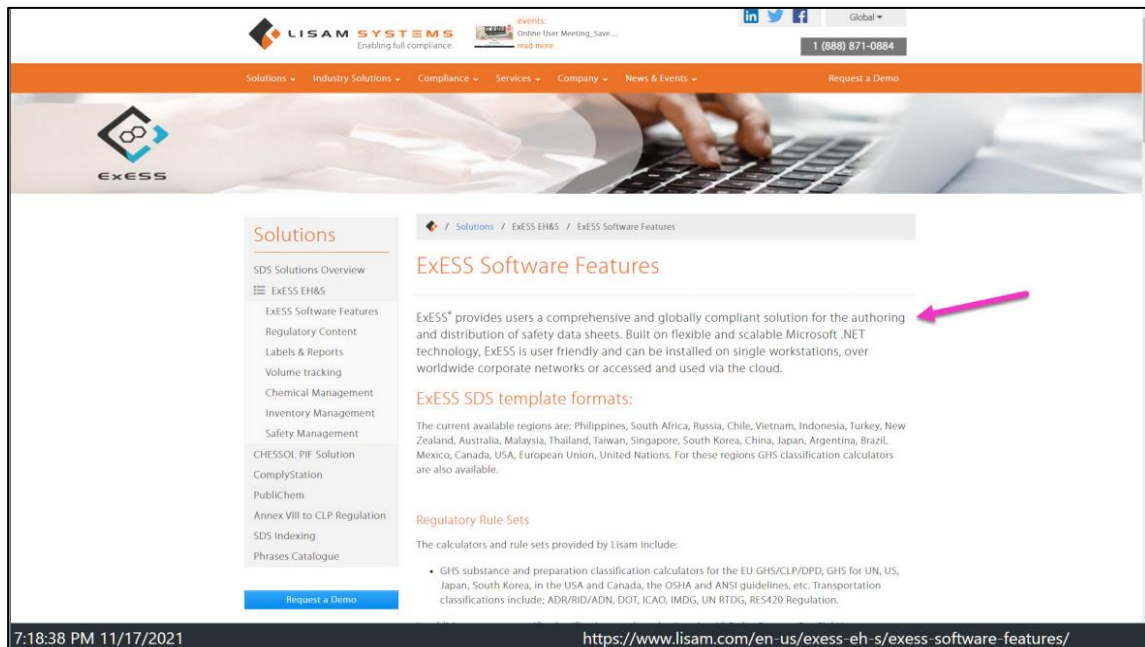 LISAM SYSTEMS
Enabling full compliance.
events:
Online User Meeting_Save...
read more
Global
1 (888) 871-0884
Solutions Industry Solutions Compliance Services Company News & Events Request a Demo
ExESS
Solutions
SDS Solutions Overview
ExESS EH&S
ExESS Software Features
Regulatory Content
Labels & Reports
Volume tracking
Chemical Management
Inventory Management
Safety Management
CHESSOL PIF Solution
ComplyStation
PubliChem
Annex VIII to CLP Regulation
SDS Indexing
Phrases Catalogue
Request a Demo
/ Solutions / ExESS EH&S / ExESS Software Features
ExESS Software Features
ExESS® provides users a comprehensive and globally compliant solution for the authoring
and distribution of safety data sheets. Built on flexible and scalable Microsoft .NET
technology, ExESS is user friendly and can be installed on single workstations, over
worldwide corporate networks or accessed and used via the cloud.
ExESS SDS template formats:
The current available regions are: Philippines, South Africa, Russia, Chile, Vietnam, Indonesia, Turkey, New
Zealand, Australia, Malaysia, Thailand, Taiwan, Singapore, South Korea, China, Japan, Argentina, Brazil,
Mexico, Canada, USA, European Union, United Nations. For these regions GHS classification calculators
are also available.
Regulatory Rule Sets
The calculators and rule sets provided by Lisam include:
• GHS substance and preparation classification calculators for the EU GHS/CLP/DPD, GHS for UN, US,
Japan, South Korea, in the USA and Canada, the OSHA and ANSI guidelines, etc. Transportation
classifications include; ADR/RID/ADN, DOT, ICAO, IMDG, UN RTDG, RES420 Regulation.
7:18:38 PM 11/17/2021
https://www.lisam.com/en-us/exess-eh-s/exess-software-features/